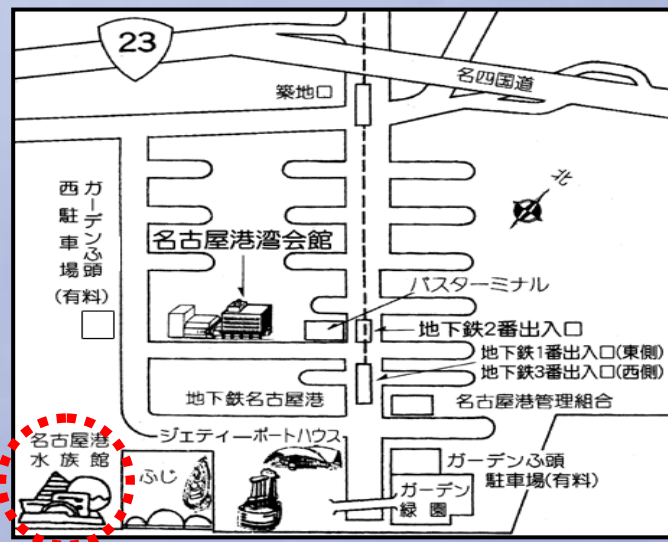 23
名四国道
築地口
北
ガーデンふ頭
西駐車場
(有料)
名古屋港湾会館
バスターミナル
地下鉄2番出入口
地下鉄1番出入口(東側)
地下鉄3番出入口(西側)
地下鉄名古屋港
名古屋港管理組合
名古屋港
水族館
ジェティー
ポートハウス
ふじ
ガーデンふ頭
駐車場(有料)
ガーデン
緑園